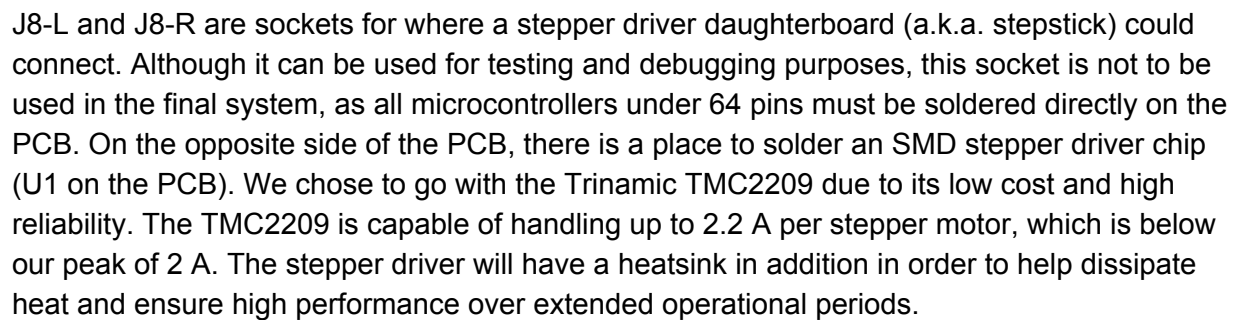 J8-L and J8-R are sockets for where a stepper driver daughterboard (a.k.a. stepstick) could
connect. Although it can be used for testing and debugging purposes, this socket is not to be
used in the final system, as all microcontrollers under 64 pins must be soldered directly on the
PCB. On the opposite side of the PCB, there is a place to solder an SMD stepper driver chip
(U1 on the PCB). We chose to go with the Trinamic TMC2209 due to its low cost and high
reliability. The TMC2209 is capable of handling up to 2.2 A per stepper motor, which is below
our peak of 2 A. The stepper driver will have a heatsink in addition in order to help dissipate
heat and ensure high performance over extended operational periods.